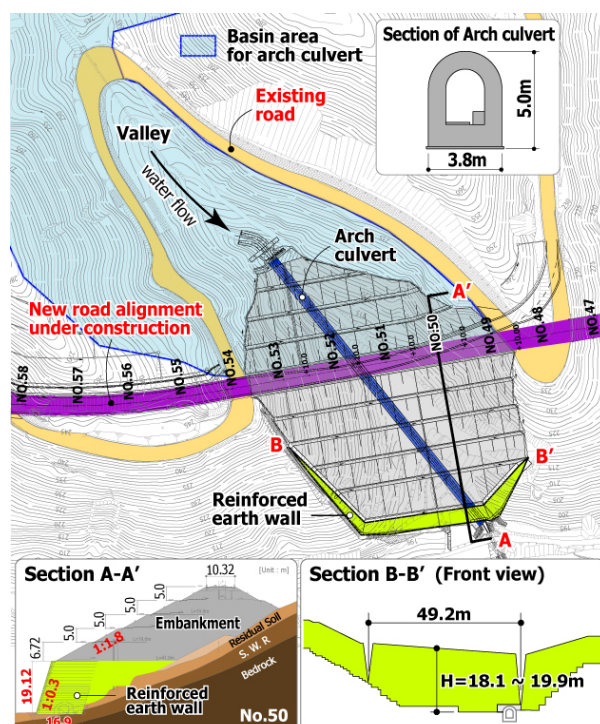 Basin area
for arch culvert
Section of Arch culvert
5.0m
3.8m
Existing
road
Valley
water flow
Arch
culvert
A'
New road alignment
under construction
NO.58
NO.57
NO.56
NO.55
NO.54
NO.53
NO.52
NO.51
NO.50
NO.49
NO.48
NO.47
B
B'
Reinforced
earth wall
A
Section A-A'
10.32
[Unit : m]
5.0
5.0
5.0
5.0
6.72
1:1.8
Embankment
Residual Soil
S. W. R
Bedrock
19.12
1:0.3
Reinforced
earth wall
16.9
No.50
Section B-B' (Front view)
49.2m
H=18.1 ~ 19.9m